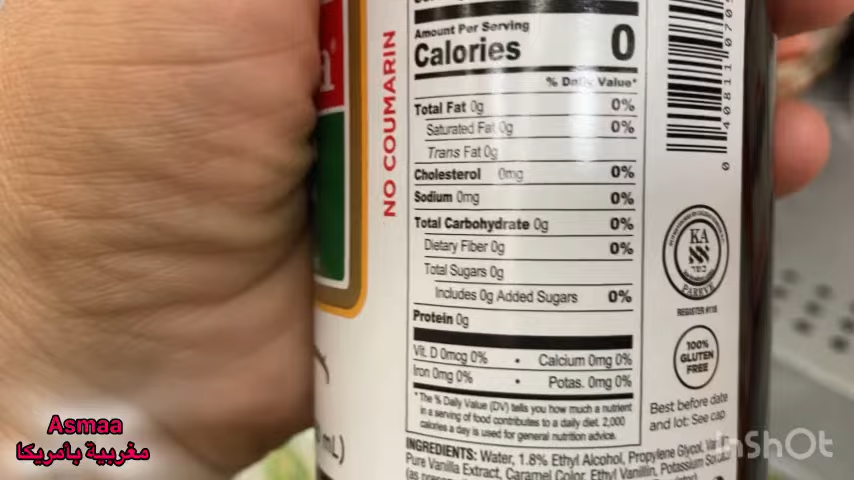 NO COUMARIN
Amount Per Serving
Calories 0
% Daily Value*
Total Fat 0g 0%
Saturated Fat 0g 0%
Trans Fat 0g
Cholesterol 0mg 0%
Sodium 0mg 0%
Total Carbohydrate 0g 0%
Dietary Fiber 0g 0%
Total Sugars 0g
Includes 0g Added Sugars 0%
Protein 0g
Vit. D 0mcg 0% • Calcium 0mg 0%
Iron 0mg 0% • Potas. 0mg 0%
*The % Daily Value (DV) tells you how much a nutrient
in a serving of food contributes to a daily diet. 2,000
calories a day is used for general nutrition advice.
INGREDIENTS: Water, 1.8% Ethyl Alcohol, Propylene Glycol,
Pure Vanilla Extract, Caramel Color, Ethyl Vanillin, Potassium
(as
mL)
KA
PAREVE
100%
GLUTEN
FREE
Best before date
and lot: See cap
Asmaa
مغربية بأمريكا
InShOt